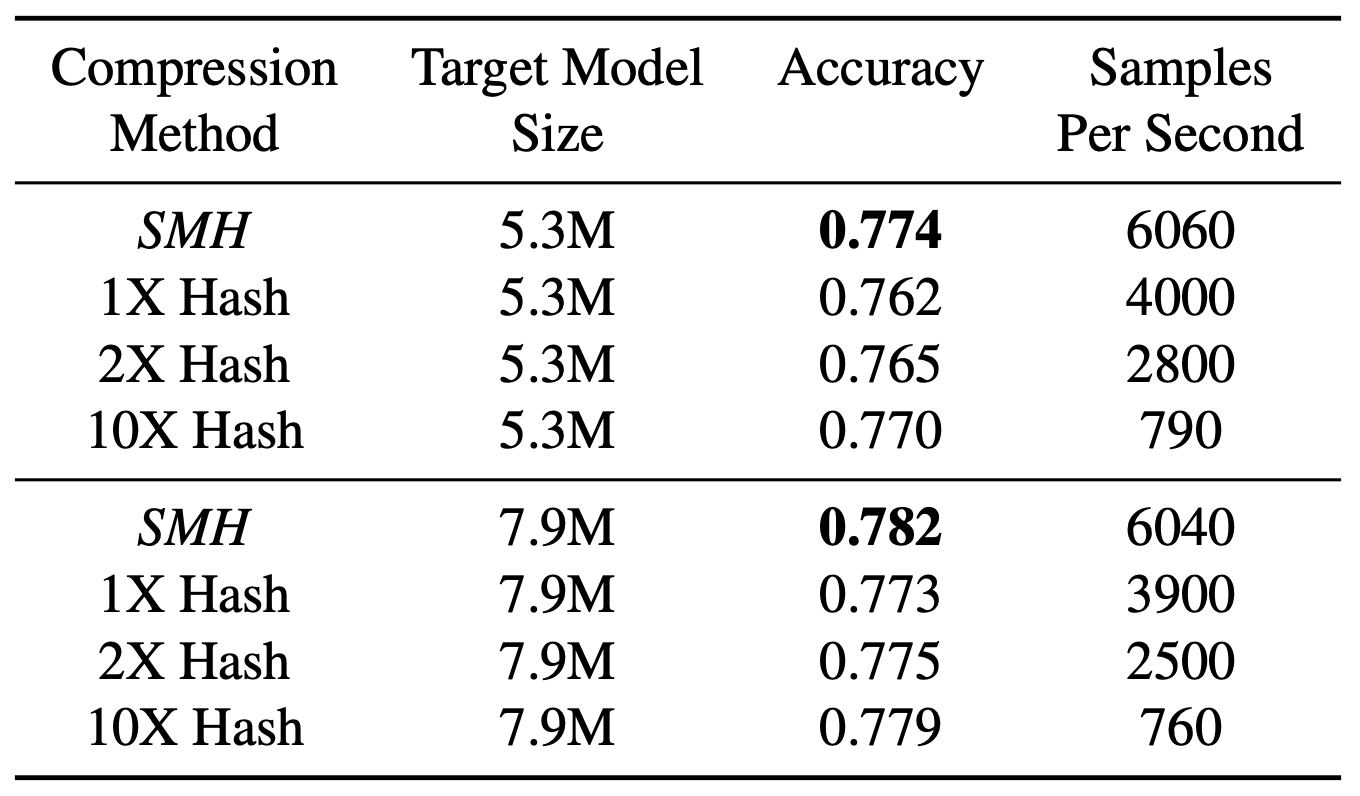 Compression Target Model Accuracy Samples
Method Size Per Second
SMH 5.3M 0.774 6060
1X Hash 5.3M 0.762 4000
2X Hash 5.3M 0.765 2800
10X Hash 5.3M 0.770 790
SMH 7.9M 0.782 6040
1X Hash 7.9M 0.773 3900
2X Hash 7.9M 0.775 2500
10X Hash 7.9M 0.779 760